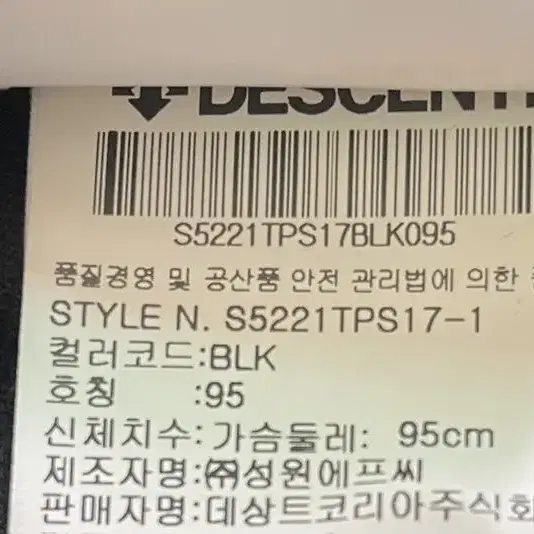 DESCENTE
S5221TPS17BLK095
품질경영 및 공산품 안전 관리법에 의한
STYLE N. S5221TPS17-1
컬러코드:BLK
호칭 :95
신체치수:가슴둘레: 95cm
제조자명:㈜성원에프씨
판매자명:데상트코리아주식회